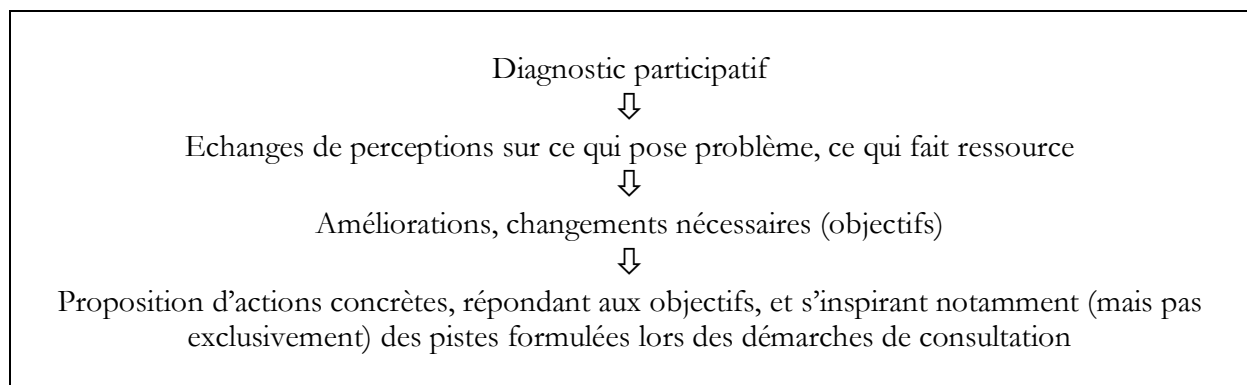 Diagnostic participatif
⇩
Echanges de perceptions sur ce qui pose problème, ce qui fait ressource
⇩
Améliorations, changements nécessaires (objectifs)
⇩
Proposition d’actions concrètes, répondant aux objectifs, et s’inspirant notamment (mais pas
exclusivement) des pistes formulées lors des démarches de consultation